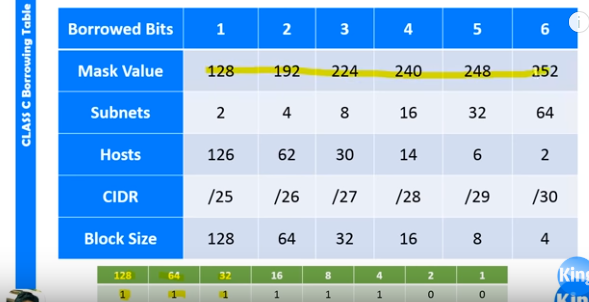 CLASS C Borrowing Table
Borrowed Bits 1 2 3 4 5 6
Mask Value 128 192 224 240 248 252
Subnets 2 4 8 16 32 64
Hosts 126 62 30 14 6 2
CIDR /25 /26 /27 /28 /29 /30
Block Size 128 64 32 16 8 4
128 64 32 16 8 4 2 1
1 1 1 1 1 1 0 0
i
King
King